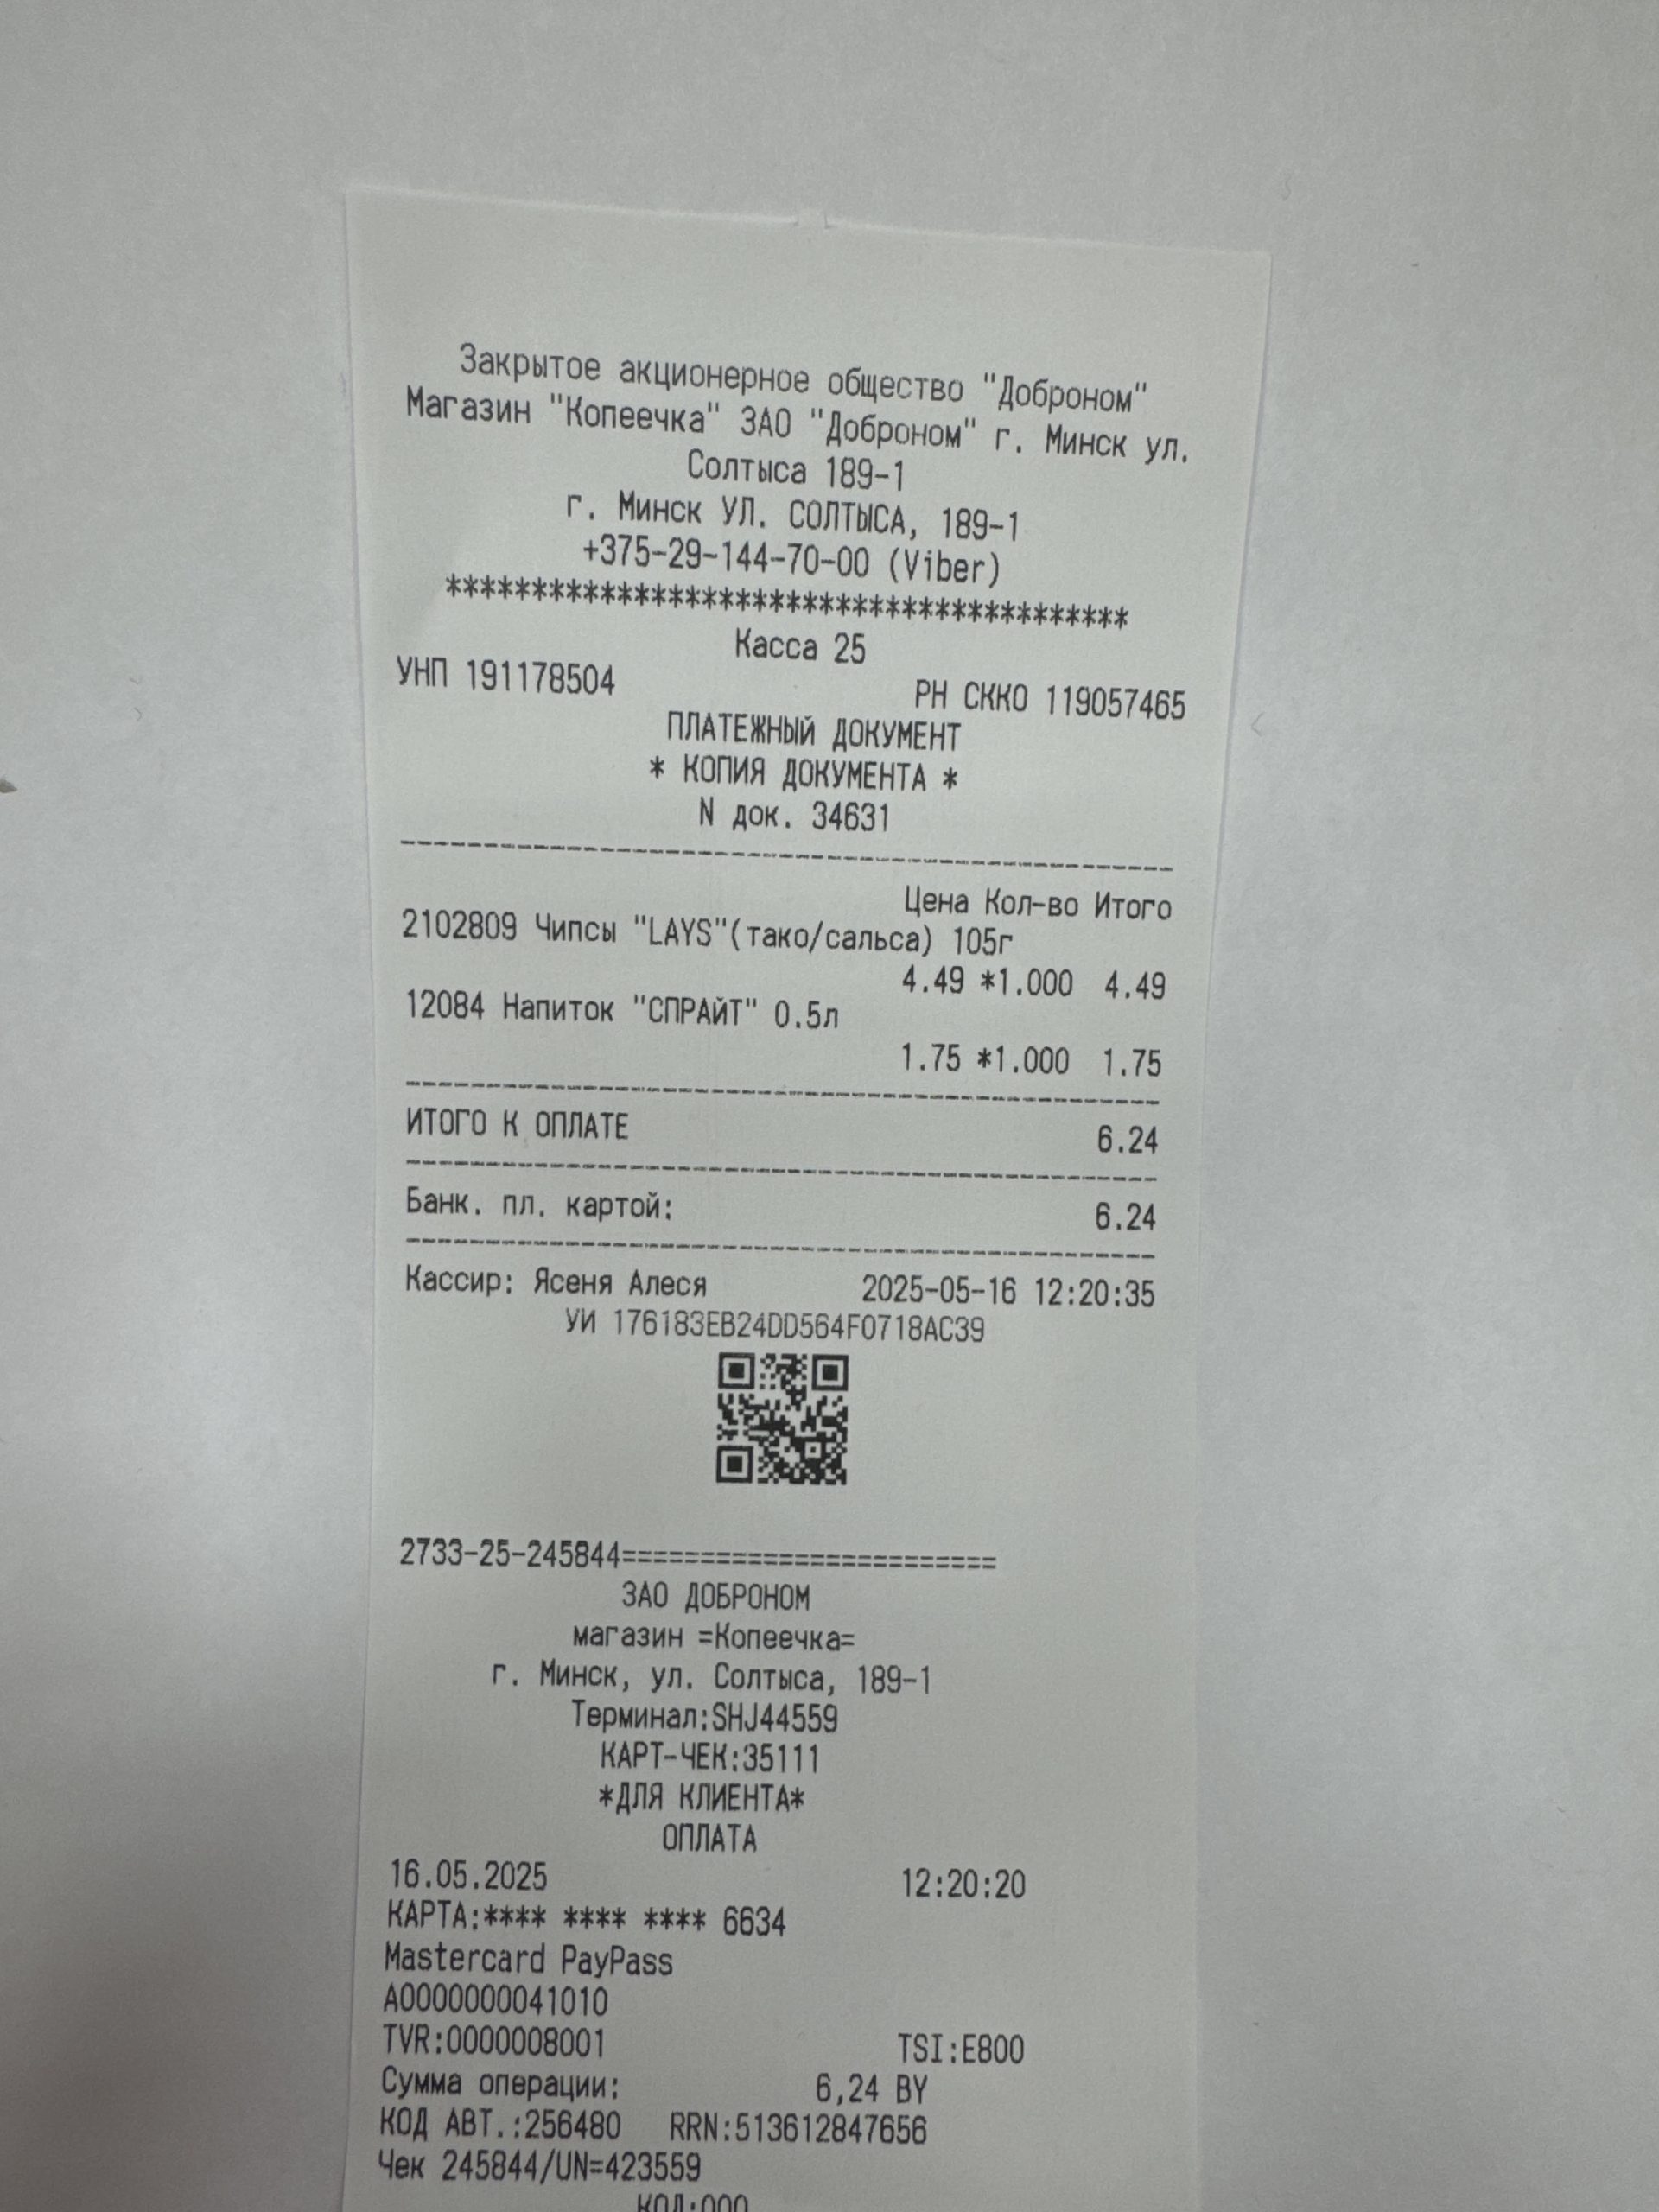 Закрытое акционерное общество "Доброном"
Магазин "Копеечка" ЗАО "Доброном" г. Минск ул.
Солтыса 189-1
г. Минск УЛ. СОЛТЫСА, 189-1
+375-29-144-70-00 (Viber)
*****************************************
Касса 25
УНП 191178504 РН СККО 119057465
ПЛАТЕЖНЫЙ ДОКУМЕНТ
* КОПИЯ ДОКУМЕНТА *
N док. 34631
Цена Кол-во Итого
2102809 Чипсы "LAYS"(тако/сальса) 105г
4.49 *1.000 4.49
12084 Напиток "СПРАЙТ" 0.5л
1.75 *1.000 1.75
ИТОГО К ОПЛАТЕ 6.24
Банк. пл. картой: 6.24
Кассир: Ясеня Алеся 2025-05-16 12:20:35
УИ 176183EB24DD564F0718AC39
2733-25-245844========================
ЗАО ДОБРОНОМ
магазин =Копеечка=
г. Минск, ул. Солтыса, 189-1
Терминал:SHJ44559
КАРТ-ЧЕК:35111
*ДЛЯ КЛИЕНТА*
ОПЛАТА
16.05.2025 12:20:20
КАРТА:**** **** **** 6634
Mastercard PayPass
A0000000041010
TVR:0000008001 TSI:E800
Сумма операции: 6,24 BY
КОД АВТ.:256480 RRN:513612847656
Чек 245844/UN=423559
КОД:000